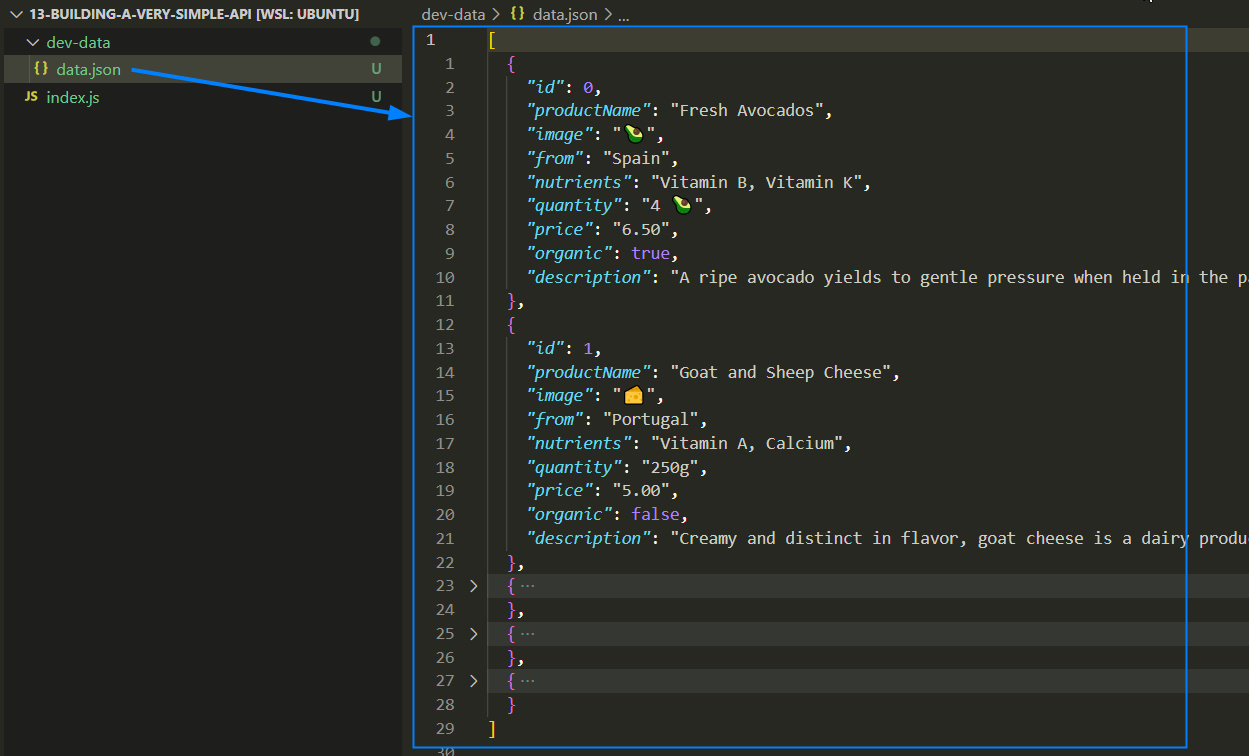 13-BUILDING-A-VERY-SIMPLE-API [WSL: UBUNTU]
dev-data
{} data.json U
JS index.js U
dev-data > {} data.json > ...
1 [
1 {
2 "id": 0,
3 "productName": "Fresh Avocados",
4 "image": "🥑",
5 "from": "Spain",
6 "nutrients": "Vitamin B, Vitamin K",
7 "quantity": "4 🥑",
8 "price": "6.50",
9 "organic": true,
10 "description": "A ripe avocado yields to gentle pressure when held in the
11 },
12 {
13 "id": 1,
14 "productName": "Goat and Sheep Cheese",
15 "image": "🧀",
16 "from": "Portugal",
17 "nutrients": "Vitamin A, Calcium",
18 "quantity": "250g",
19 "price": "5.00",
20 "organic": false,
21 "description": "Creamy and distinct in flavor, goat cheese is a dairy
22 },
23 > { ...
24 },
25 > { ...
26 },
27 > { ...
28 }
29 ]
30